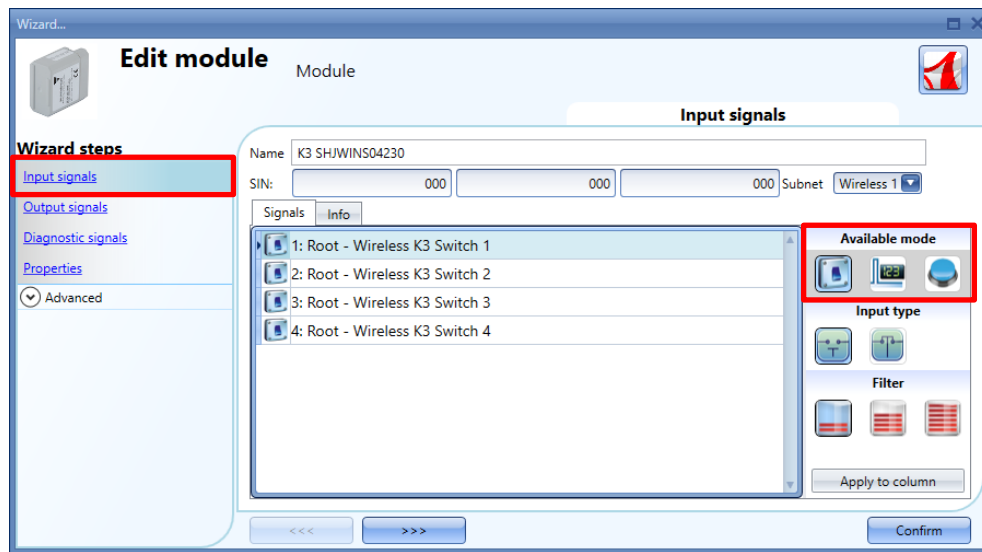 Wizard...
Edit module
Module
Input signals
Wizard steps
Input signals
Output signals
Diagnostic signals
Properties
Advanced
Name K3 SHJWINS04230
SIN: 000 000 000 Subnet Wireless 1
Signals Info
1: Root - Wireless K3 Switch 1
2: Root - Wireless K3 Switch 2
3: Root - Wireless K3 Switch 3
4: Root - Wireless K3 Switch 4
Available mode
123
Input type
Filter
Apply to column
<<< >>> Confirm